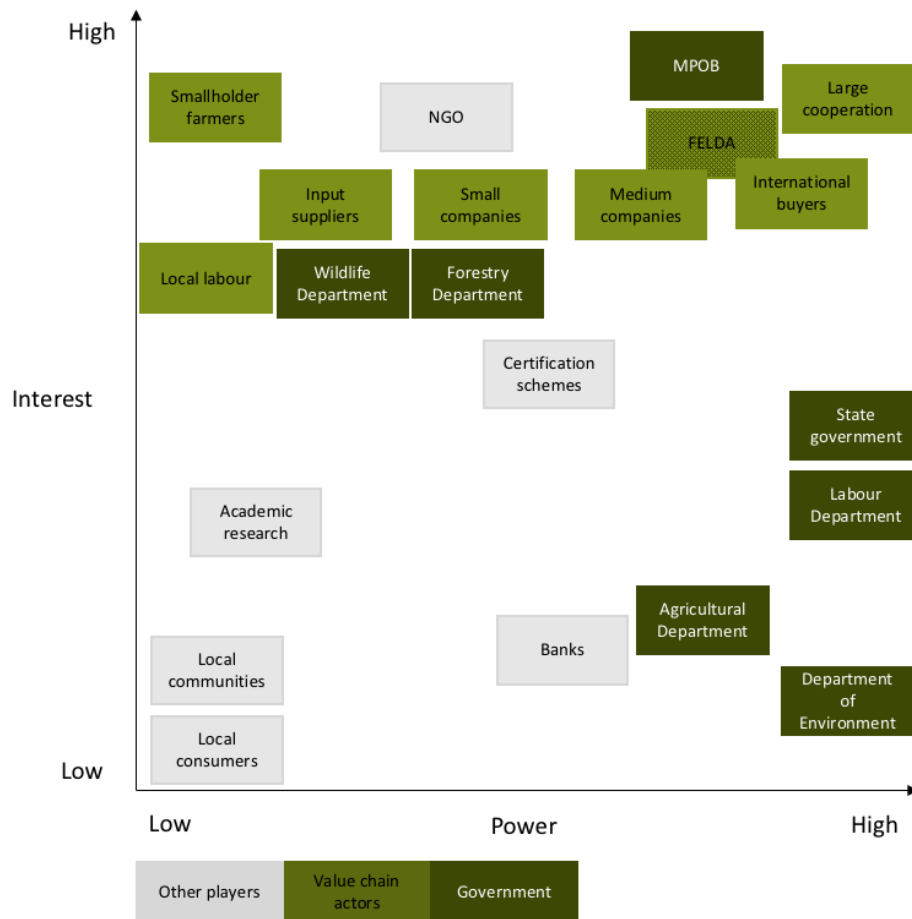 High
MPOB
Large
cooperation
Smallholder
farmers
NGO
FELDA
International
buyers
Input
suppliers
Small
companies
Medium
companies
Local labour
Wildlife
Department
Forestry
Department
Certification
schemes
Interest
State
government
Labour
Department
Academic
research
Agricultural
Department
Banks
Local
communities
Department
of
Environment
Local
consumers
Low
Low
Power
High
Other players
Value chain
actors
Government